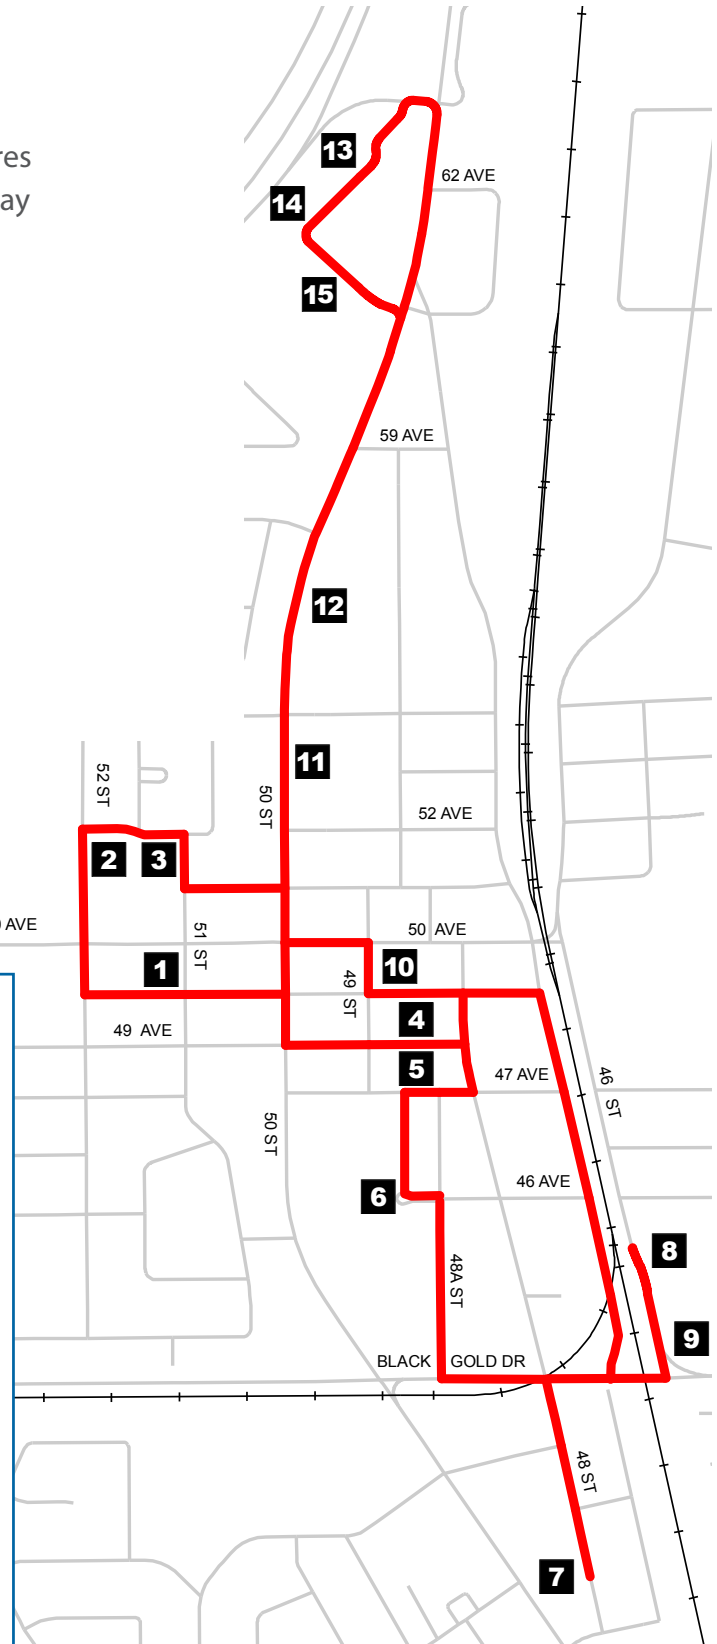 res
ay
13
62 AVE
14
15
59 AVE
12
11
52 ST
50 ST
52 AVE
2
3
AVE
51 ST
50 AVE
1
10
49 ST
4
49 AVE
5
47 AVE
46 ST
50 ST
46 AVE
6
8
48A ST
9
BLACK GOLD DR
48 ST
7